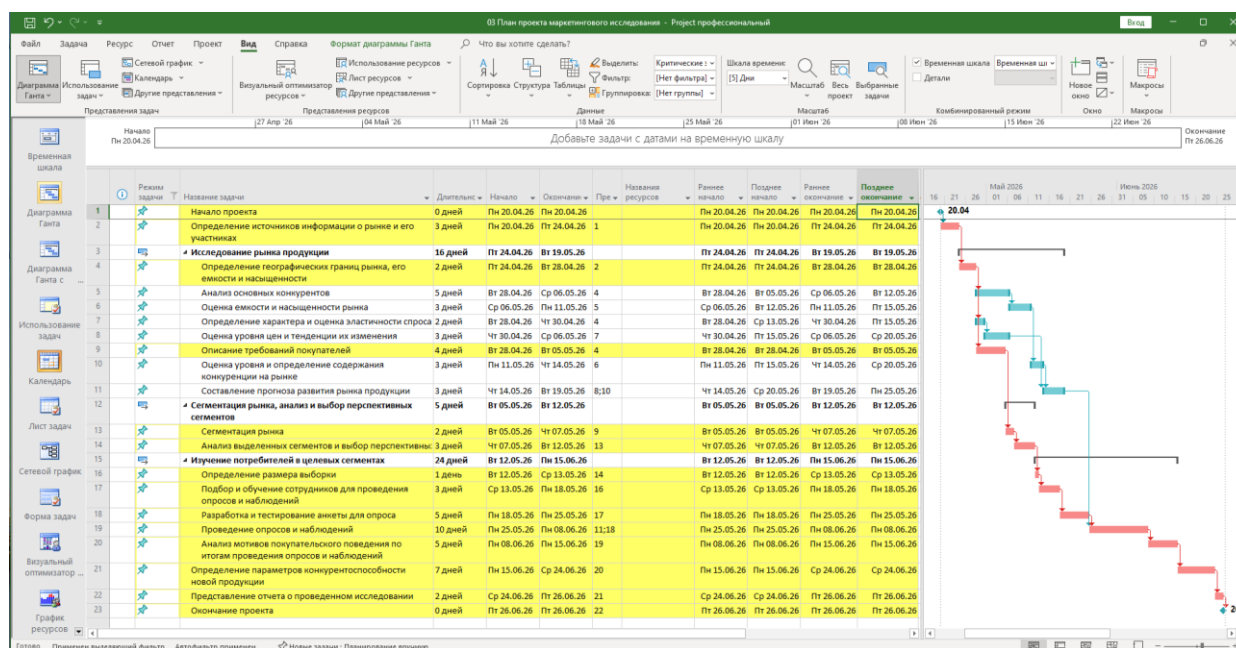 03 План проекта маркетингового исследования - Project профессиональный
Вход
Файл Задача Ресурс Отчет Проект Вид Справка Формат диаграммы Ганта Что вы хотите сделать?
Диаграмма Ганта
Использование задач
Сетевой график
Календарь
Другие представления
Представления задач
Визуальный оптимизатор ресурсов
Использование ресурсов
Лист ресурсов
Другие представления
Представления ресурсов
Сортировка Структура Таблицы
Выделить: Критические:
Фильтр: [Нет фильтра]
Группировка: [Нет группы]
Данные
Шкала времени:
[5] Дни
Масштаб Весь проект Выбранные задачи
Масштаб
Временная шкала Временная
Детали
Комбинированный режим
Новое окно
Окно
Макросы
Макросы
27 Апр '26 04 Май '26 11 Май '26 18 Май '26 25 Май '26 01 Июн '26 08 Июн '26 15 Июн '26 22 Июн '26
Начало
Пн 20.04.26
Добавьте задачи с датами на временную шкалу
Окончание
Пт 26.06.26
Временная шкала
Диаграмма Ганта
Диаграмма Ганта с ...
Использование задач
Календарь
Лист задач
Сетевой график
Форма задач
Визуальный оптимизатор ...
График ресурсов
Режим задачи Название задачи Длительнс Начало Окончани Пре Названия ресурсов Раннее начало Позднее начало Раннее окончание Позднее окончание
Май 2026 Июнь 2026
16 21 26 01 06 11 16 21 26 31 05 10 15 20 25
1 Начало проекта 0 дней Пн 20.04.26 Пн 20.04.26 Пн 20.04.26 Пн 20.04.26 Пн 20.04.26 Пн 20.04.26 20.04
2 Определение источников информации о рынке и его участниках 3 дней Пн 20.04.26 Пт 24.04.26 1 Пн 20.04.26 Пн 20.04.26 Пт 24.04.26 Пт 24.04.26
3 Исследование рынка продукции 16 дней Пт 24.04.26 Вт 19.05.26 Пт 24.04.26 Пт 24.04.26 Вт 19.05.26 Вт 19.05.26
4 Определение географических границ рынка, его емкости и насыщенности 2 дней Пт 24.04.26 Вт 28.04.26 2 Пт 24.04.26 Пт 24.04.26 Вт 28.04.26 Вт 28.04.26
5 Анализ основных конкурентов 5 дней Вт 28.04.26 Ср 06.05.26 4 Вт 28.04.26 Вт 05.05.26 Ср 06.05.26 Вт 12.05.26
6 Оценка емкости и насыщенности рынка 3 дней Ср 06.05.26 Пн 11.05.26 5 Ср 06.05.26 Вт 12.05.26 Пн 11.05.26 Пт 15.05.26
7 Определение характера и оценка эластичности спроса 2 дней Вт 28.04.26 Чт 30.04.26 4 Вт 28.04.26 Ср 13.05.26 Чт 30.04.26 Пт 15.05.26
8 Оценка уровня цен и тенденции их изменения 3 дней Чт 30.04.26 Ср 06.05.26 7 Чт 30.04.26 Пт 15.05.26 Ср 06.05.26 Ср 20.05.26
9 Описание требований покупателей 4 дней Вт 28.04.26 Вт 05.05.26 4 Вт 28.04.26 Вт 28.04.26 Вт 05.05.26 Вт 05.05.26
10 Оценка уровня и определение содержания конкуренции на рынке 3 дней Пн 11.05.26 Чт 14.05.26 6 Пн 11.05.26 Пт 15.05.26 Чт 14.05.26 Ср 20.05.26
11 Составление прогноза развития рынка продукции 3 дней Чт 14.05.26 Вт 19.05.26 8;10 Чт 14.05.26 Ср 20.05.26 Вт 19.05.26 Пн 25.05.26
12 Сегментация рынка, анализ и выбор перспективных сегментов 5 дней Вт 05.05.26 Вт 12.05.26 Вт 05.05.26 Вт 05.05.26 Вт 12.05.26 Вт 12.05.26
13 Сегментация рынка 2 дней Вт 05.05.26 Чт 07.05.26 9 Вт 05.05.26 Вт 05.05.26 Чт 07.05.26 Чт 07.05.26
14 Анализ выделенных сегментов и выбор перспективны: 3 дней Чт 07.05.26 Вт 12.05.26 13 Чт 07.05.26 Чт 07.05.26 Вт 12.05.26 Вт 12.05.26
15 Изучение потребителей в целевых сегментах 24 дней Вт 12.05.26 Пн 15.06.26 Вт 12.05.26 Вт 12.05.26 Пн 15.06.26 Пн 15.06.26
16 Определение размера выборки 1 день Вт 12.05.26 Ср 13.05.26 14 Вт 12.05.26 Вт 12.05.26 Ср 13.05.26 Ср 13.05.26
17 Подбор и обучение сотрудников для проведения опросов и наблюдений 3 дней Ср 13.05.26 Пн 18.05.26 16 Ср 13.05.26 Ср 13.05.26 Пн 18.05.26 Пн 18.05.26
18 Разработка и тестирование анкеты для опроса 5 дней Пн 18.05.26 Пн 25.05.26 17 Пн 18.05.26 Пн 18.05.26 Пн 25.05.26 Пн 25.05.26
19 Проведение опросов и наблюдений 10 дней Пн 25.05.26 Пн 08.06.26 11;18 Пн 25.05.26 Пн 25.05.26 Пн 08.06.26 Пн 08.06.26
20 Анализ мотивов покупательского поведения по итогам проведения опросов и наблюдений 5 дней Пн 08.06.26 Пн 15.06.26 19 Пн 08.06.26 Пн 08.06.26 Пн 15.06.26 Пн 15.06.26
21 Определение параметров конкурентоспособности новой продукции 7 дней Пн 15.06.26 Ср 24.06.26 20 Пн 15.06.26 Пн 15.06.26 Ср 24.06.26 Ср 24.06.26
22 Представление отчета о проведенном исследовании 2 дней Ср 24.06.26 Пт 26.06.26 21 Ср 24.06.26 Ср 24.06.26 Пт 26.06.26 Пт 26.06.26
23 Окончание проекта 0 дней Пт 26.06.26 Пт 26.06.26 22 Пт 26.06.26 Пт 26.06.26 Пт 26.06.26 Пт 26.06.26
Готово Применен выделяющий фильтр Автофильтр применен Новые задачи : Планирование вручную